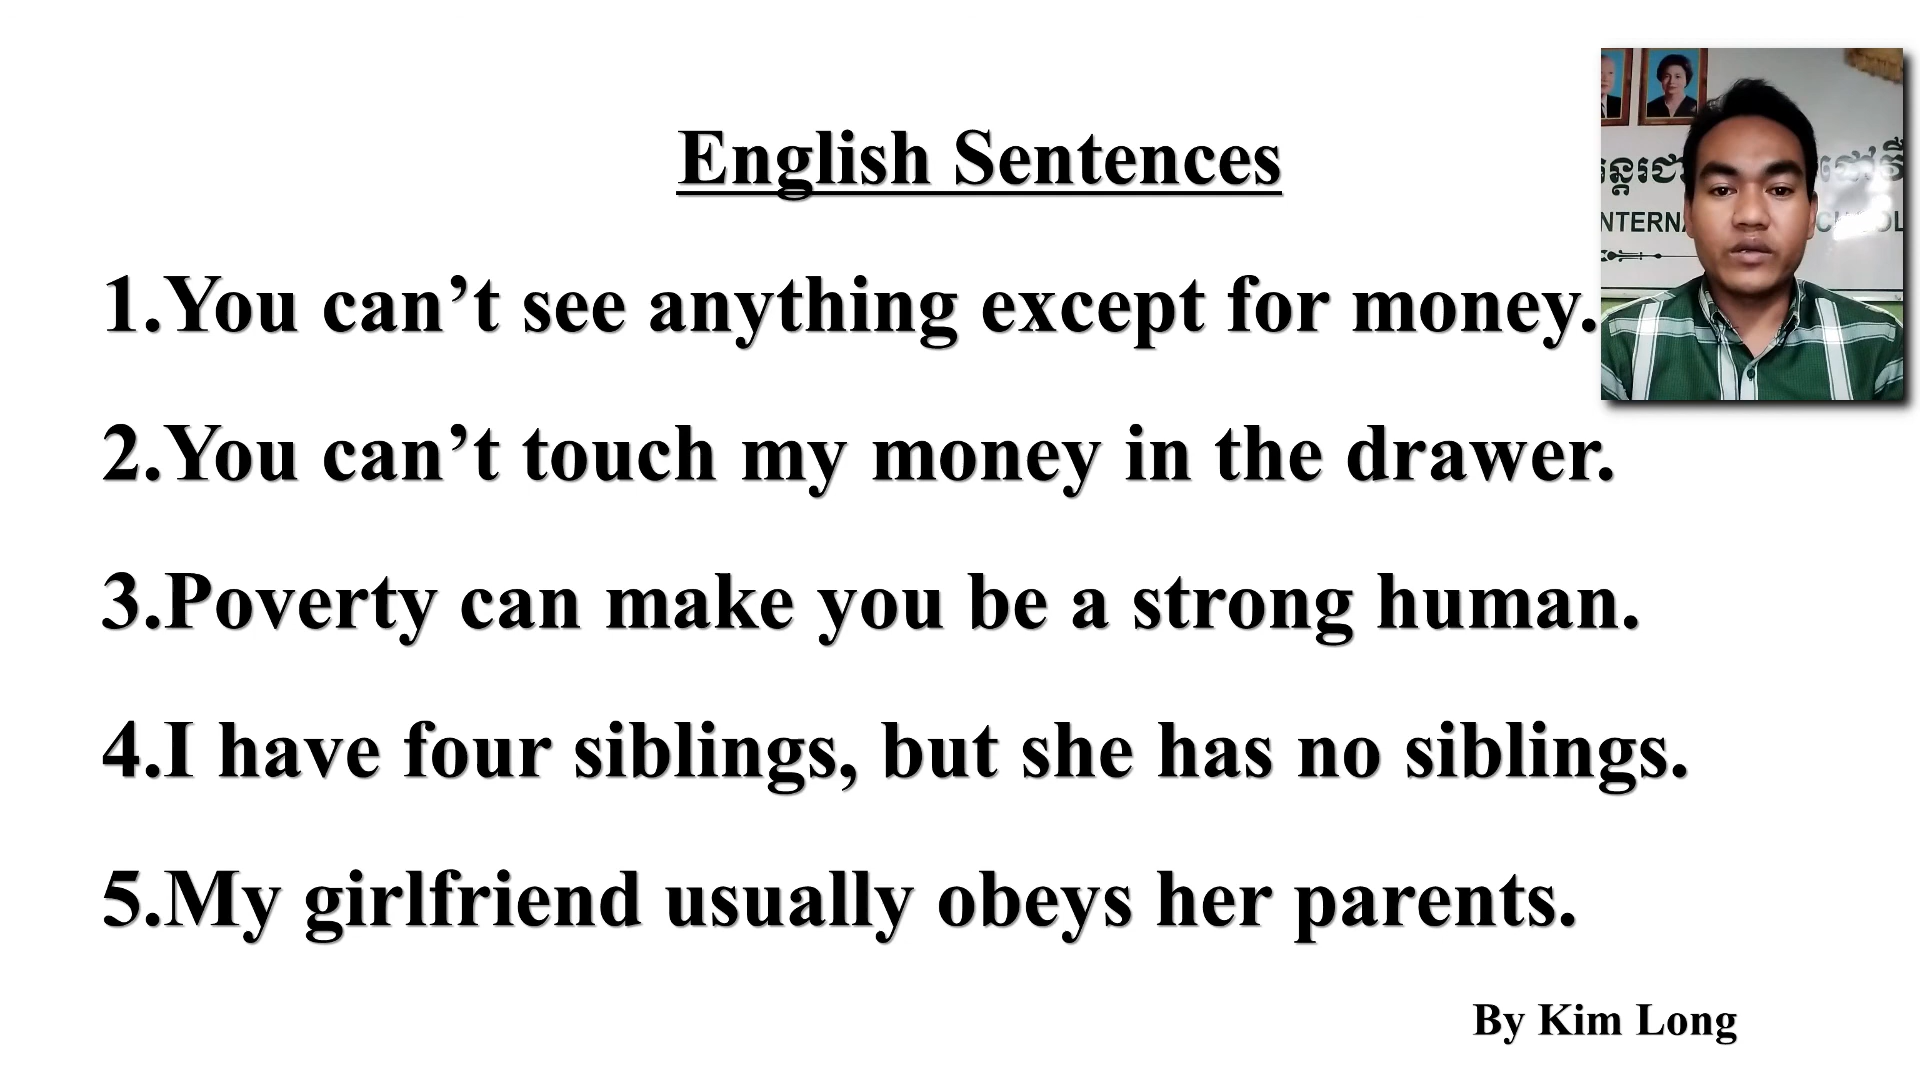 English Sentences
1.You can’t see anything except for money.
2.You can’t touch my money in the drawer.
3.Poverty can make you be a strong human.
4.I have four siblings, but she has no siblings.
5.My girlfriend usually obeys her parents.
By Kim Long